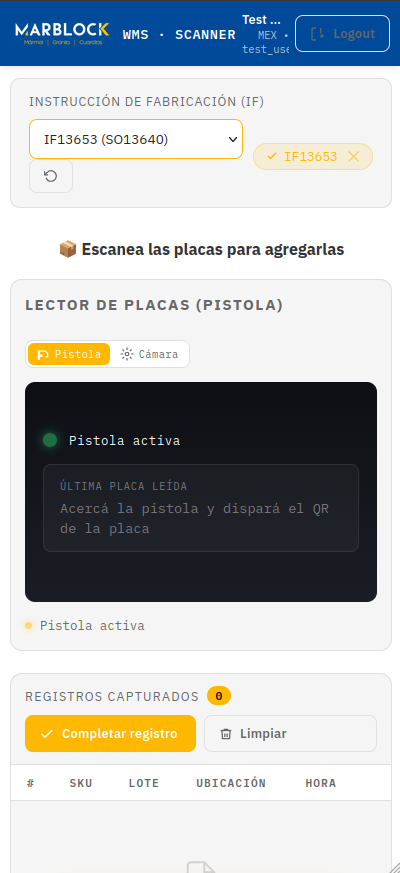 MARBLOCK
Mármol | Granito | Cuarzos
WMS · SCANNER
Test ...
MEX •
test_use
Logout
INSTRUCCIÓN DE FABRICACIÓN (IF)
IF13653 (SO13640)
IF13653
📦 Escanea las placas para agregarlas
LECTOR DE PLACAS (PISTOLA)
Pistola
Cámara
Pistola activa
ÚLTIMA PLACA LEÍDA
Acercá la pistola y dispará el QR
de la placa
Pistola activa
REGISTROS CAPTURADOS 0
Completar registro
Limpiar
# SKU LOTE UBICACIÓN HORA